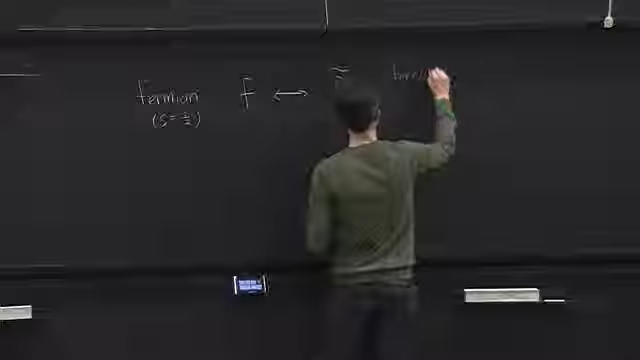 Fermion f ↔ f̃
(s=½)